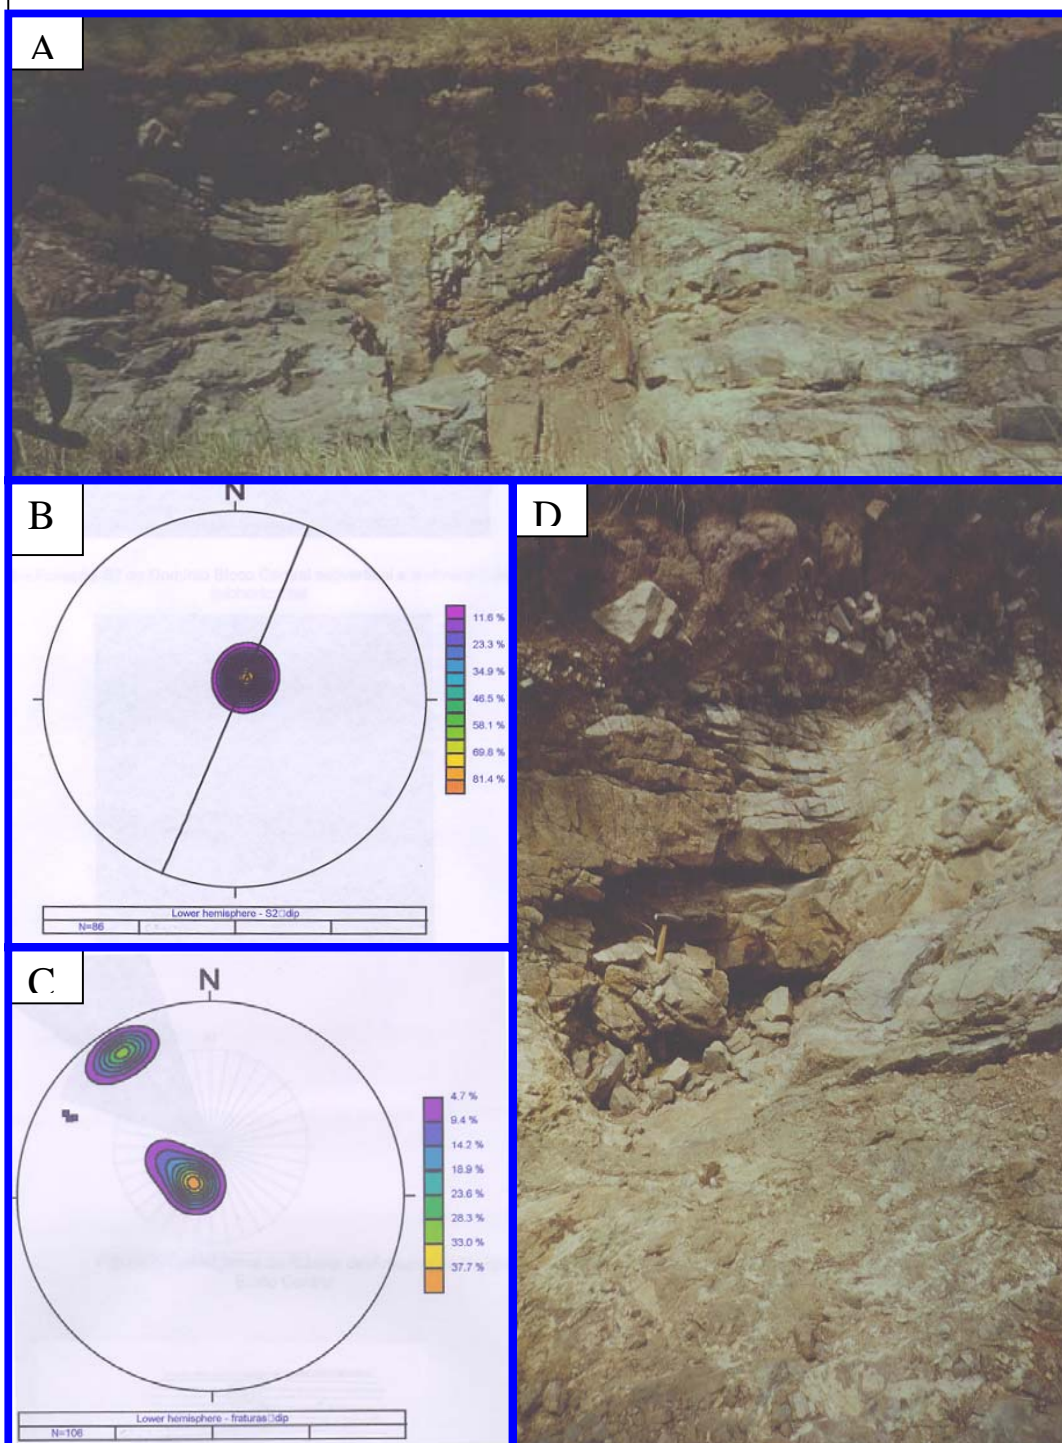 A
B
N
11.6 %
23.3 %
34.9 %
46.5 %
58.1 %
69.8 %
81.4 %
Lower hemisphere - S2□dip
N=86
C
N
4.7 %
9.4 %
14.2 %
18.9 %
23.6 %
28.3 %
33.0 %
37.7 %
Lower hemisphere - fraturas□dip
N=106
D